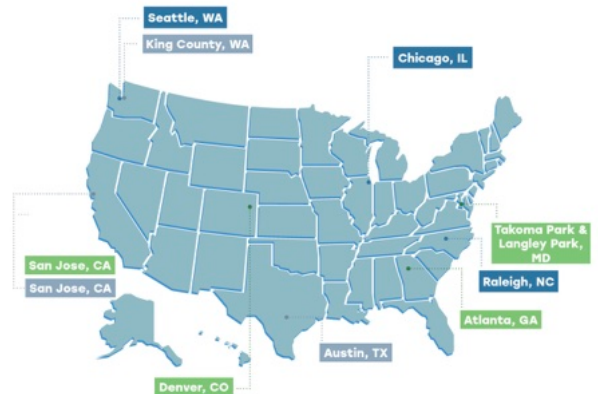 Seattle, WA
King County, WA
Chicago, IL
Takoma Park &
Langley Park,
MD
San Jose, CA
San Jose, CA
Raleigh, NC
Atlanta, GA
Austin, TX
Denver, CO